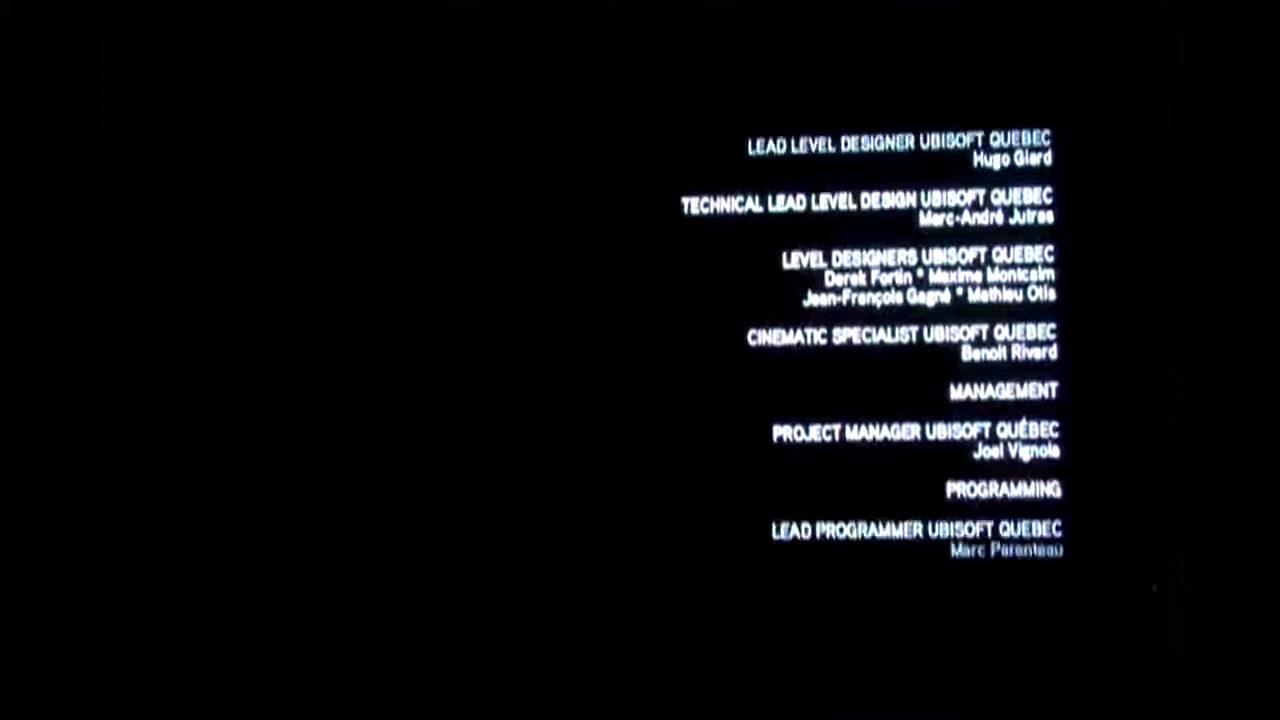 LEAD LEVEL DESIGNER UBISOFT QUEBEC
Hugo Giard
TECHNICAL LEAD LEVEL DESIGN UBISOFT QUEBEC
Marc-André Jutras
LEVEL DESIGNERS UBISOFT QUEBEC
Derek Fortin * Maxime Montcalm
Jean-François Gagné * Mathieu Otis
CINEMATIC SPECIALIST UBISOFT QUEBEC
Benoit Rivard
MANAGEMENT
PROJECT MANAGER UBISOFT QUÉBEC
Joel Vignola
PROGRAMMING
LEAD PROGRAMMER UBISOFT QUEBEC
Marc Parenteau